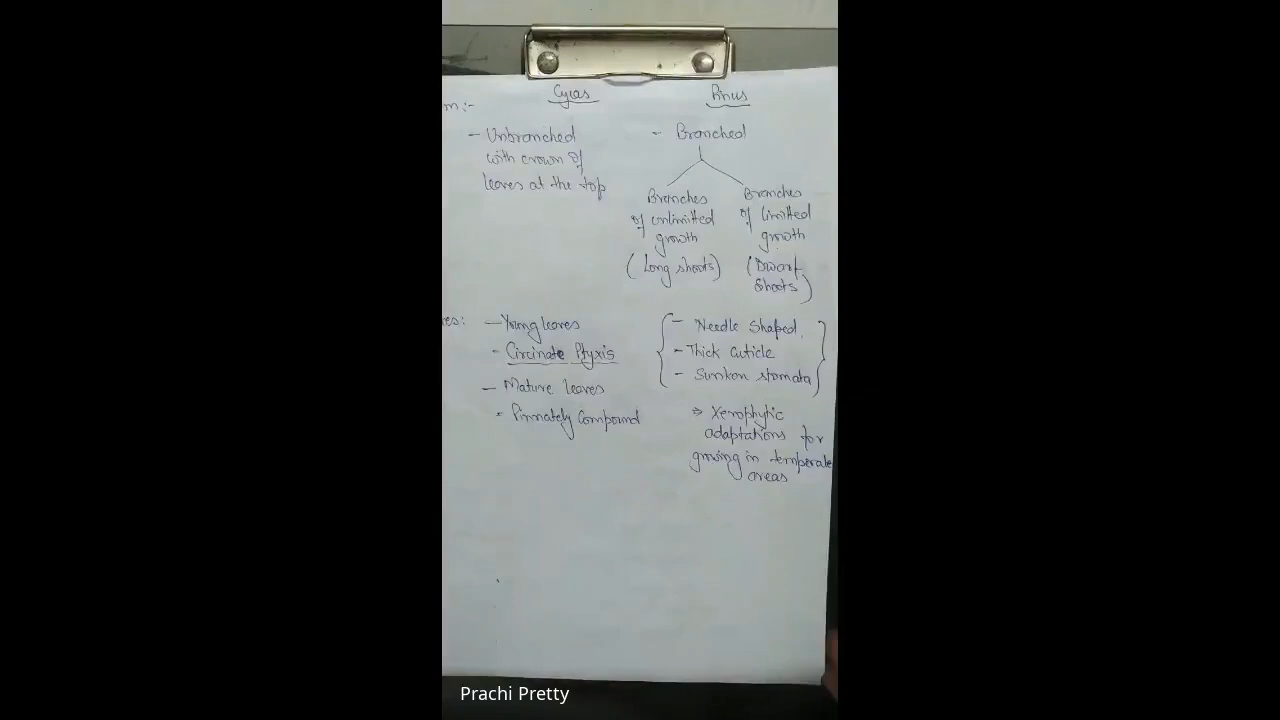 Cycas Pinus
m:-
- Unbranched
with crown of
leaves at the top
- Branched
Branches
of unlimitted
growth
(Long shoots)
Branches
of limitted
growth
(Dwarf
Shoots)
es:
- Young leaves
- Circinate Ptyxis
- Mature leaves
- Pinnately Compound
- Needle Shaped.
- Thick Cuticle
- Sunken stomata
⇒ Xerophytic
adaptations for
growing in temperate
areas
Prachi Pretty